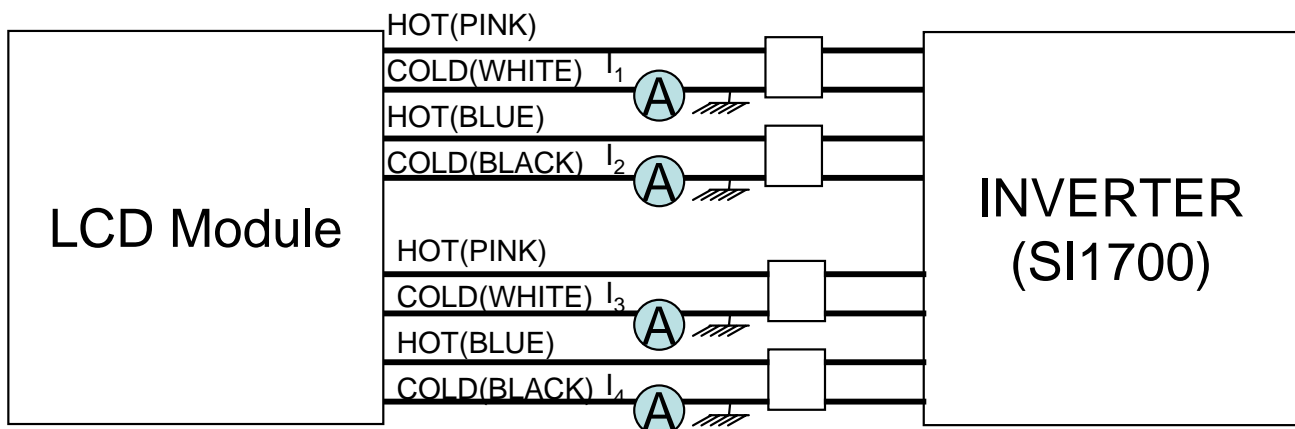 HOT(PINK)
COLD(WHITE) I1
A
HOT(BLUE)
COLD(BLACK) I2
A
LCD Module
INVERTER
(SI1700)
HOT(PINK)
COLD(WHITE) I3
A
HOT(BLUE)
COLD(BLACK) I4
A